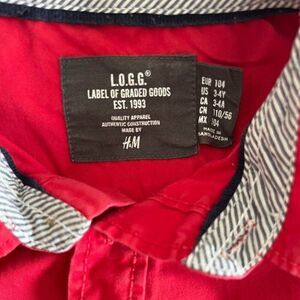 L.O.G.G.®
LABEL OF GRADED GOODS
EST. 1993
QUALITY APPAREL
AUTHENTIC CONSTRUCTION
MADE BY
H&M
EUR 104
US 3-4Y
CA 3-4A
CN 110/56
MX 104
MADE IN
BANGLADESH